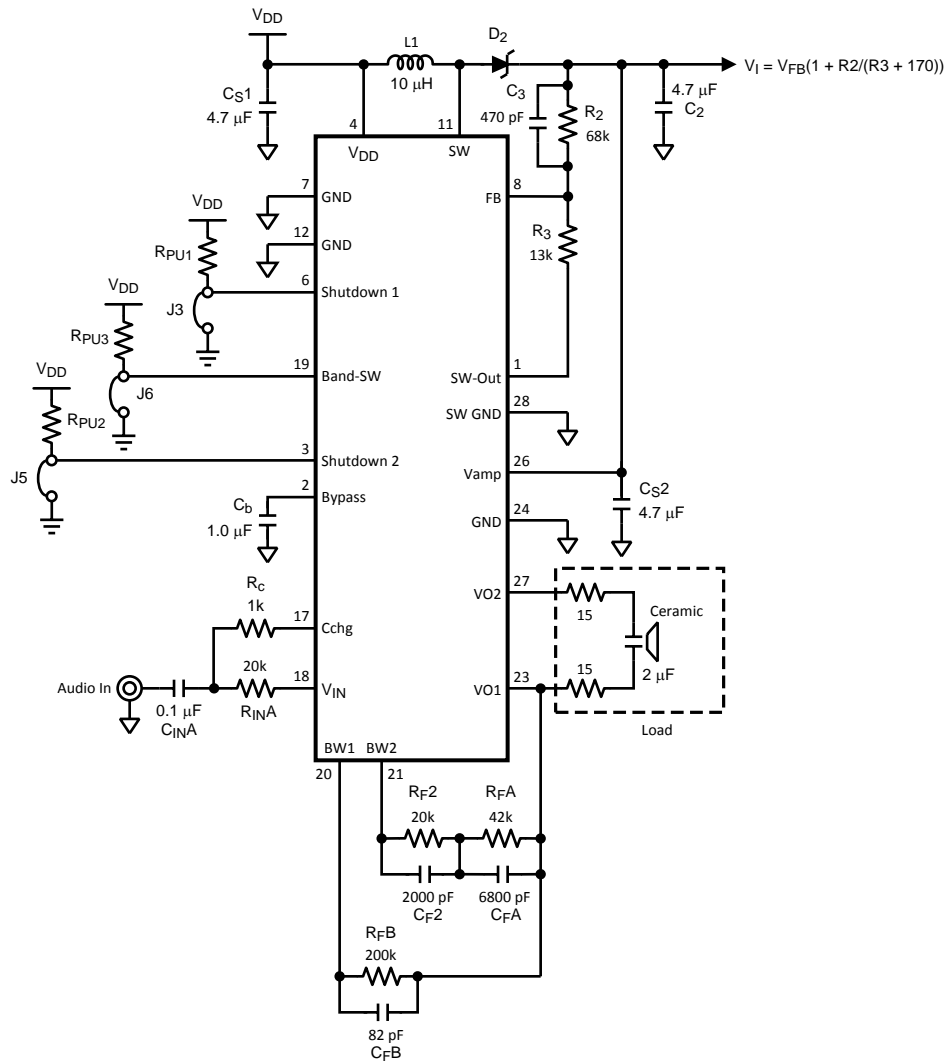 VDD
L1
10 μH
D2
VI = VFB(1 + R2/(R3 + 170))
CS1
4.7 μF
C3
470 pF
R2
68k
4.7 μF
C2
4
VDD
11
SW
7
GND
8
FB
VDD
12
GND
R3
13k
RPU1
6
Shutdown 1
VDD
J3
RPU3
19
Band-SW
1
SW-Out
VDD
J6
28
SW GND
RPU2
3
Shutdown 2
26
Vamp
J5
2
Bypass
CS2
4.7 μF
Cb
1.0 μF
24
GND
Rc
1k
27
VO2
15
Ceramic
17
Cchg
2 μF
Audio In
20k
18
VIN
23
VO1
15
0.1 μF
CINA
RINA
Load
BW1
BW2
20
21
RF2
20k
RFA
42k
2000 pF
CF2
6800 pF
CFA
RFB
200k
82 pF
CFB